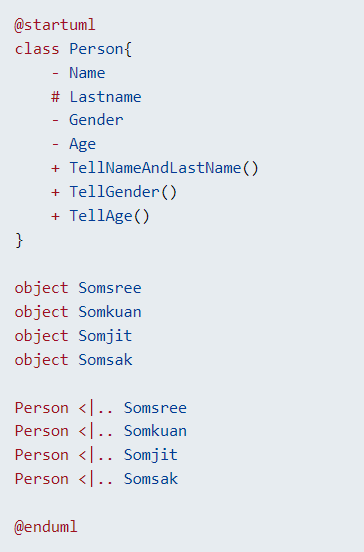 @startuml
class Person{
    - Name
    # Lastname
    - Gender
    - Age
    + TellNameAndLastName()
    + TellGender()
    + TellAge()
}

object Somsree
object Somkuan
object Somjit
object Somsak

Person <|.. Somsree
Person <|.. Somkuan
Person <|.. Somjit
Person <|.. Somsak

@enduml